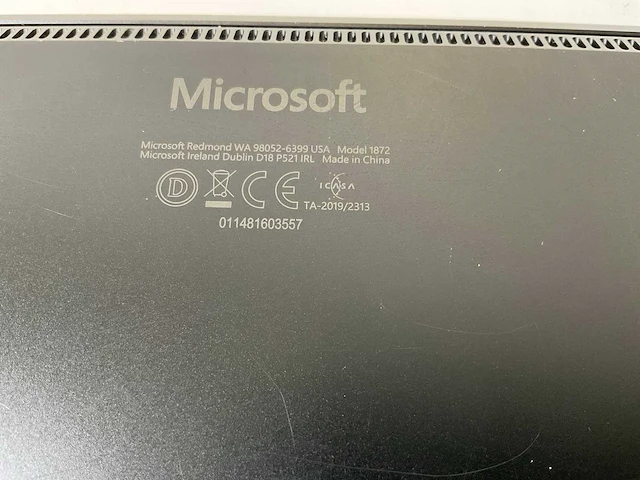 Microsoft
Microsoft Redmond WA 98052-6399 USA Model 1872
Microsoft Ireland Dublin D18 P521 IRL Made in China
D CE ICASA
TA-2019/2313
011481603557